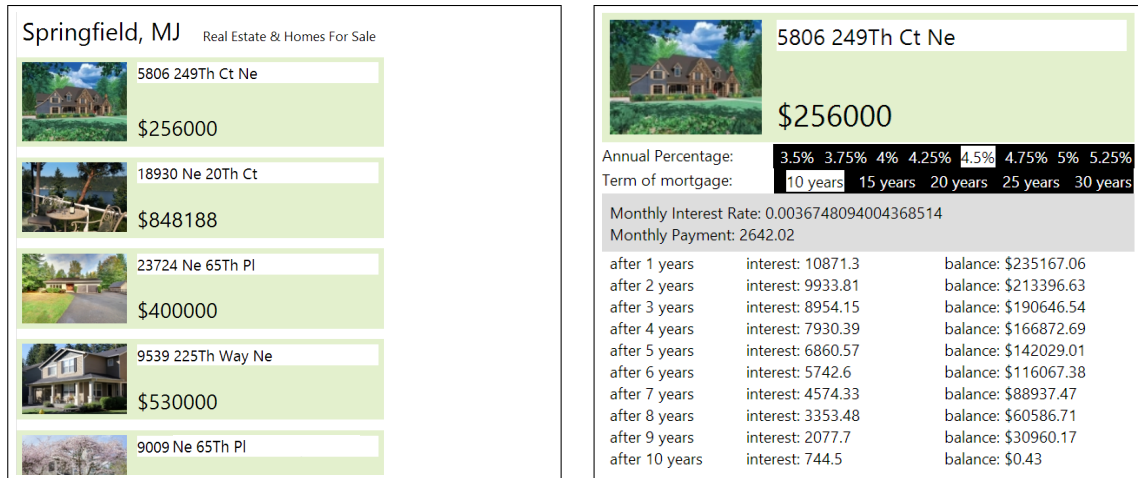 Springfield, MJ Real Estate & Homes For Sale
5806 249Th Ct Ne
$256000
18930 Ne 20Th Ct
$848188
23724 Ne 65Th Pl
$400000
9539 225Th Way Ne
$530000
9009 Ne 65Th Pl
5806 249Th Ct Ne
$256000
Annual Percentage: 3.5% 3.75% 4% 4.25% 4.5% 4.75% 5% 5.25%
Term of mortgage: 10 years 15 years 20 years 25 years 30 years
Monthly Interest Rate: 0.0036748094004368514
Monthly Payment: 2642.02
after 1 years interest: 10871.3 balance: $235167.06
after 2 years interest: 9933.81 balance: $213396.63
after 3 years interest: 8954.15 balance: $190646.54
after 4 years interest: 7930.39 balance: $166872.69
after 5 years interest: 6860.57 balance: $142029.01
after 6 years interest: 5742.6 balance: $116067.38
after 7 years interest: 4574.33 balance: $88937.47
after 8 years interest: 3353.48 balance: $60586.71
after 9 years interest: 2077.7 balance: $30960.17
after 10 years interest: 744.5 balance: $0.43